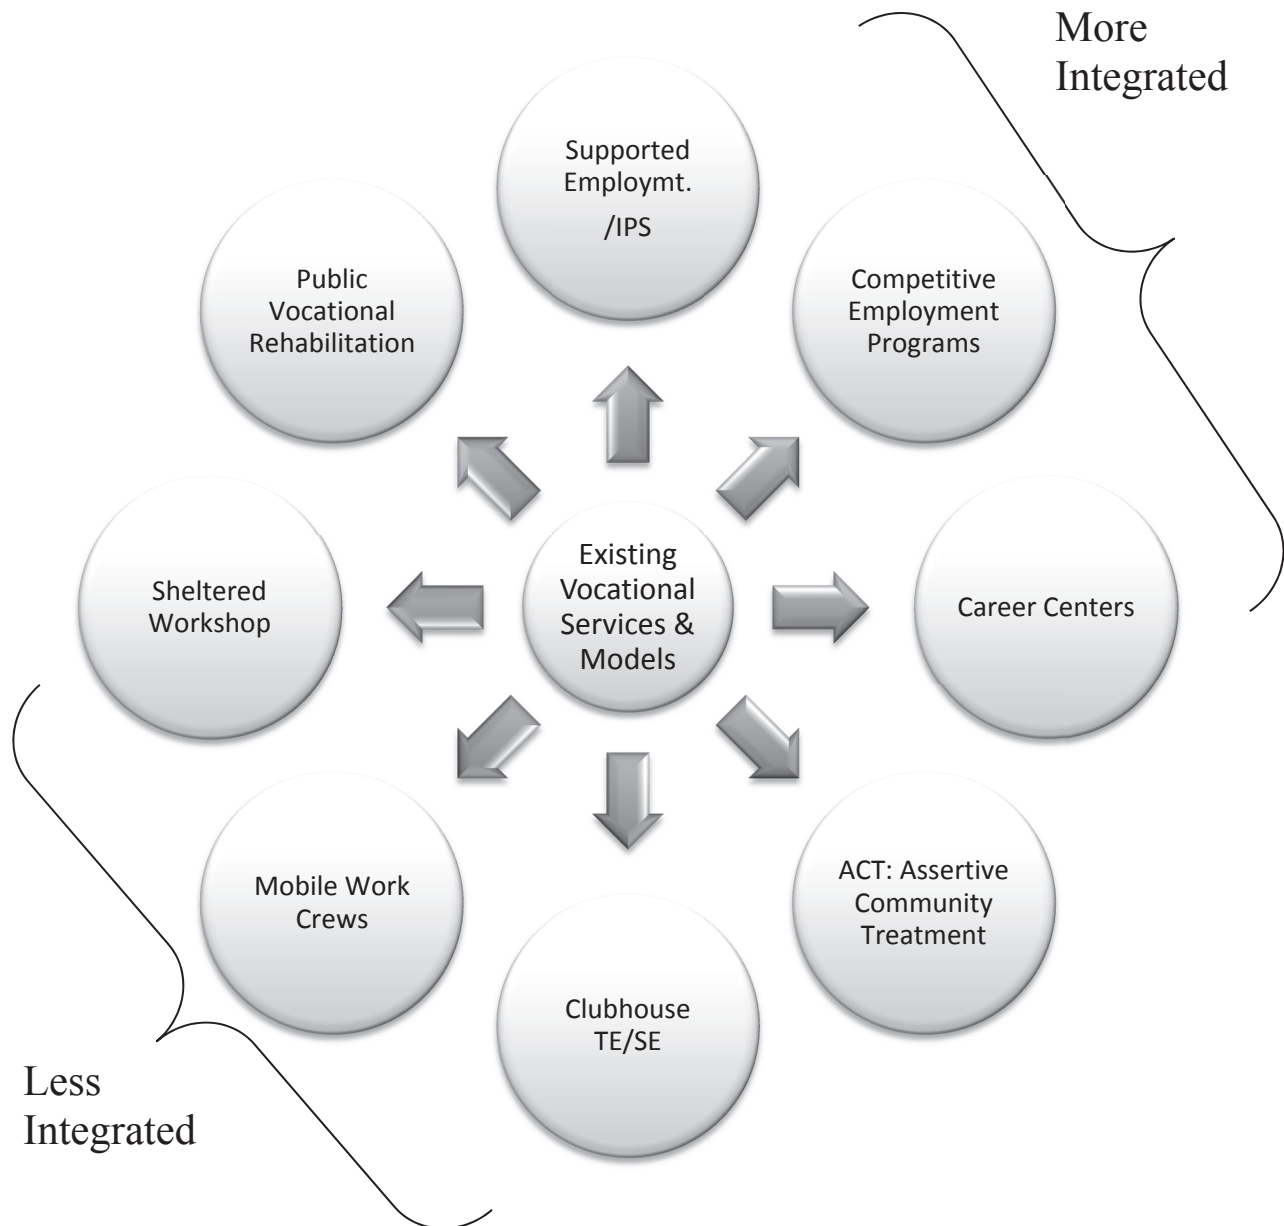 More
Integrated
Supported
Employmt.
/IPS
Public
Vocational
Rehabilitation
Competitive
Employment
Programs
Sheltered
Workshop
Existing
Vocational
Services &
Models
Career Centers
Mobile Work
Crews
ACT: Assertive
Community
Treatment
Clubhouse
TE/SE
Less
Integrated